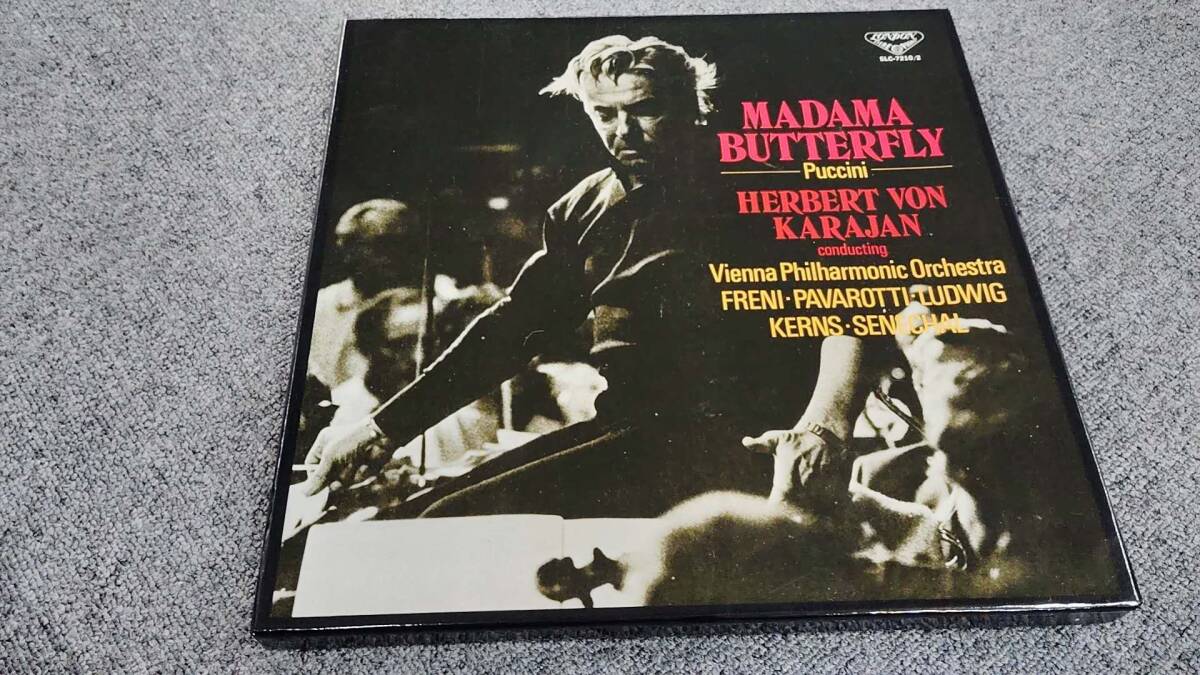 LONDON
SLC-7210/2
MADAMA
BUTTERFLY
Puccini
HERBERT VON
KARAJAN
conducting
Vienna Philharmonic Orchestra
FRENI·PAVAROTTI·LUDWIG
KERNS·SENECHAL